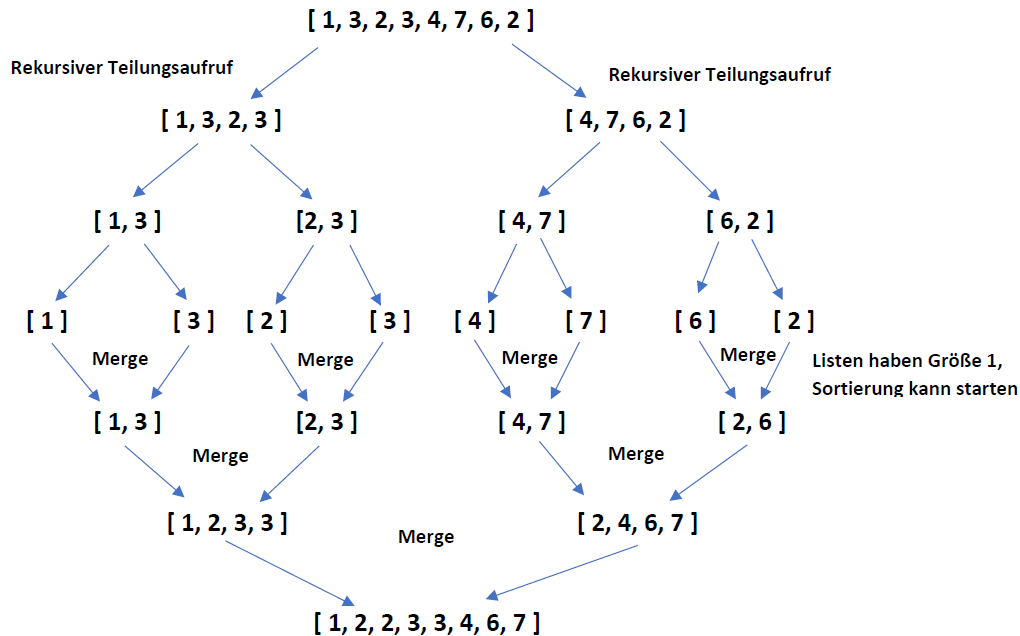 [ 1, 3, 2, 3, 4, 7, 6, 2 ]
Rekursiver Teilungsaufruf
Rekursiver Teilungsaufruf
[ 1, 3, 2, 3 ]
[ 4, 7, 6, 2 ]
[ 1, 3 ]
[2, 3 ]
[ 4, 7 ]
[ 6, 2 ]
[ 1 ]
[ 3 ]
[ 2 ]
[ 3 ]
[ 4 ]
[ 7 ]
[ 6 ]
[ 2 ]
Merge
Merge
Merge
Merge
Listen haben Größe 1,
Sortierung kann starten
[ 1, 3 ]
[2, 3 ]
[ 4, 7 ]
[ 2, 6 ]
Merge
Merge
[ 1, 2, 3, 3 ]
[ 2, 4, 6, 7 ]
Merge
[ 1, 2, 2, 3, 3, 4, 6, 7 ]